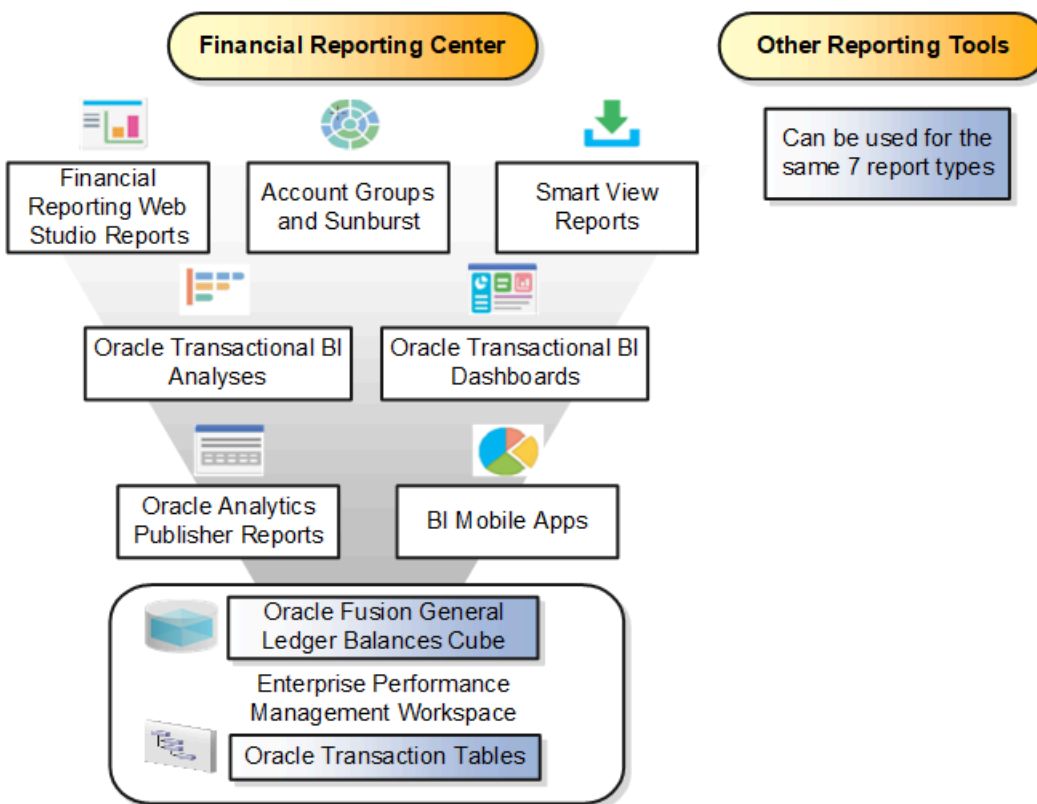 Financial Reporting Center
Other Reporting Tools
Can be used for the
same 7 report types
Financial
Reporting Web
Studio Reports
Account Groups
and Sunburst
Smart View
Reports
Oracle Transactional BI
Analyses
Oracle Transactional BI
Dashboards
Oracle Analytics
Publisher Reports
BI Mobile Apps
Oracle Fusion General
Ledger Balances Cube
Enterprise Performance
Management Workspace
Oracle Transaction Tables